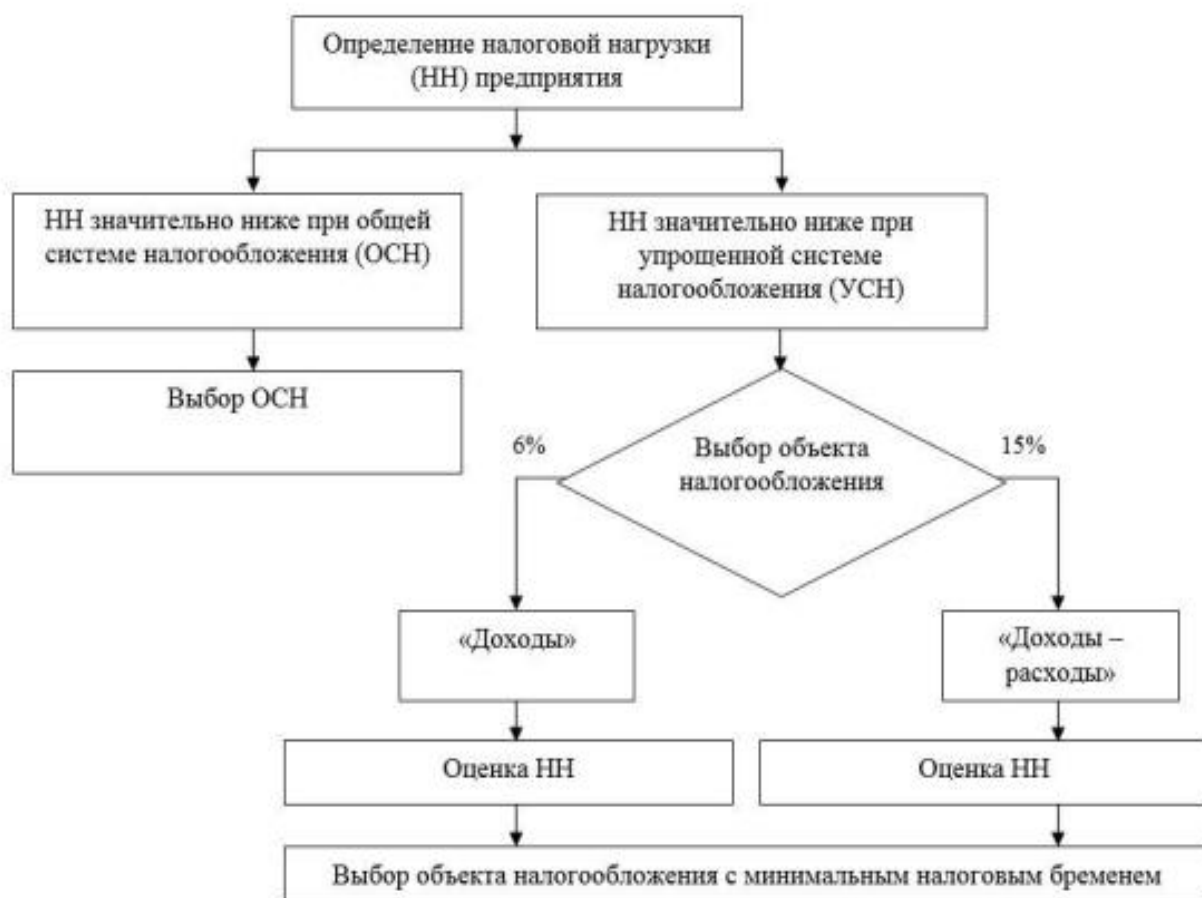 Определение налоговой нагрузки
(НН) предприятия
НН значительно ниже при общей
системе налогообложения (ОСН)
НН значительно ниже при
упрощенной системе
налогообложения (УСН)
Выбор ОСН
Выбор объекта
налогообложения
6%
15%
«Доходы»
«Доходы –
расходы»
Оценка НН
Оценка НН
Выбор объекта налогообложения с минимальным налоговым бременем